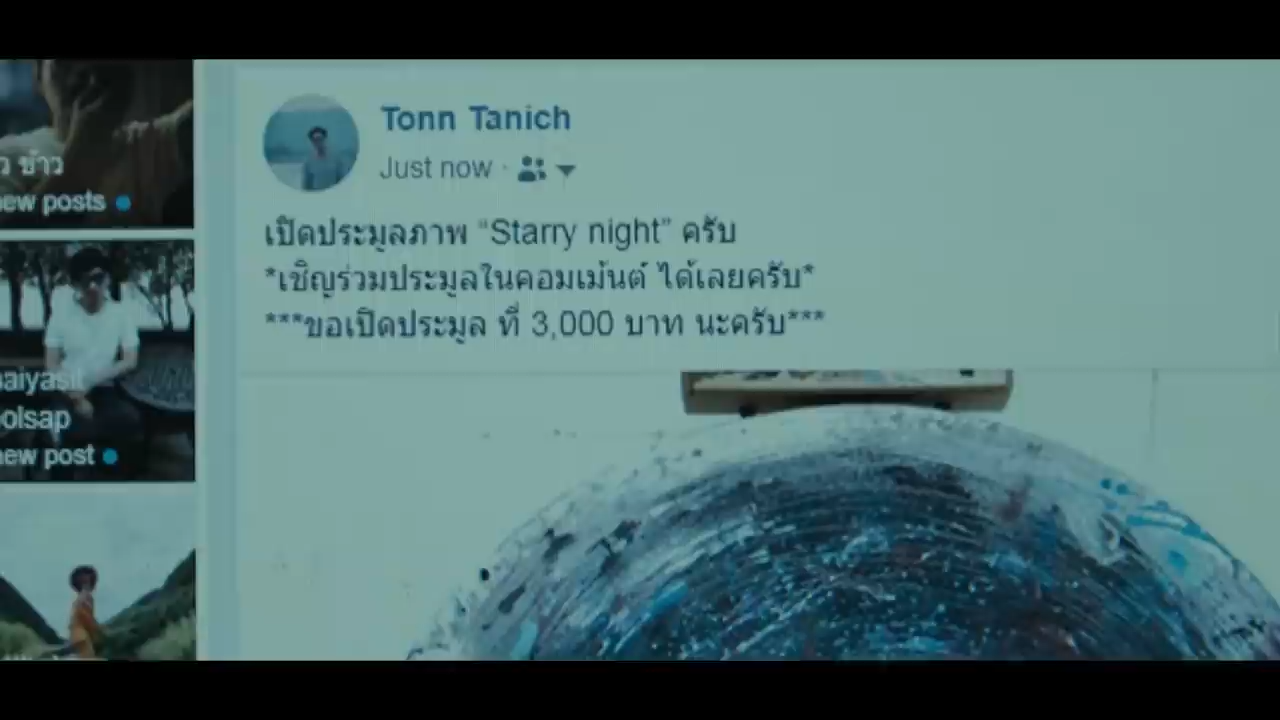 ว ข้าว
new posts
Tonn Tanich
Just now ·
เปิดประมูลภาพ “Starry night” ครับ
*เชิญร่วมประมูลในคอมเม้นต์ ได้เลยครับ*
***ขอเปิดประมูล ที่ 3,000 บาท นะครับ***
new post